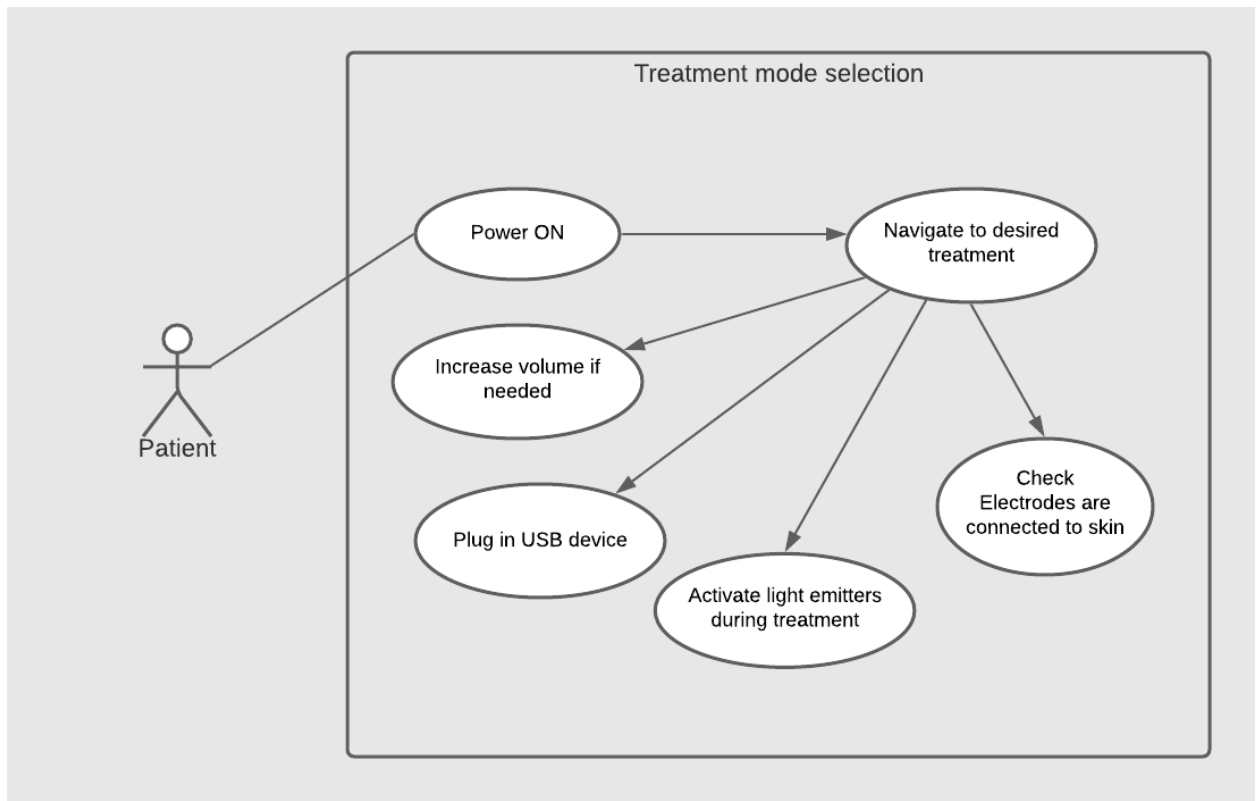 Treatment mode selection
Power ON
Navigate to desired
treatment
Increase volume if
needed
Patient
Check
Electrodes are
connected to skin
Plug in USB device
Activate light emitters
during treatment